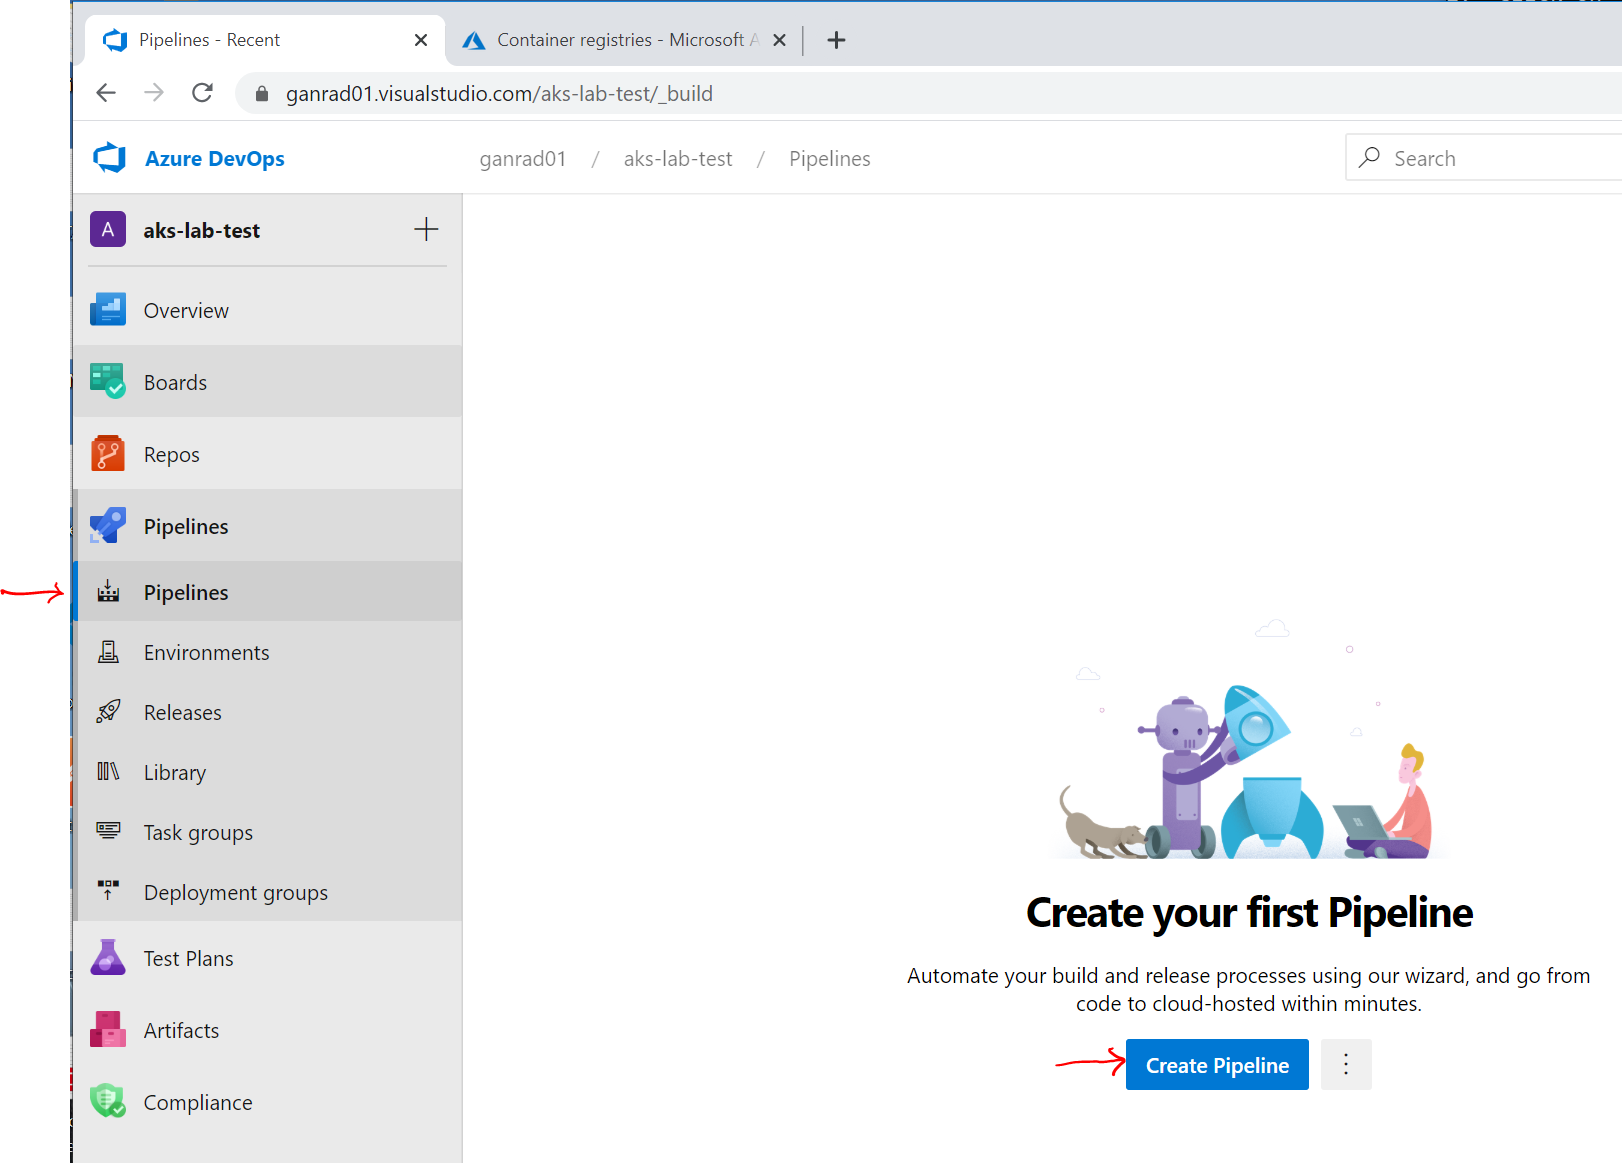 Pipelines - Recent
Container registries - Microsoft A
ganrad01.visualstudio.com/aks-lab-test/_build
Azure DevOps
ganrad01 / aks-lab-test / Pipelines
Search
A aks-lab-test
Overview
Boards
Repos
Pipelines
Pipelines
Environments
Releases
Library
Task groups
Deployment groups
Test Plans
Artifacts
Compliance
Create your first Pipeline
Automate your build and release processes using our wizard, and go from
code to cloud-hosted within minutes.
Create Pipeline